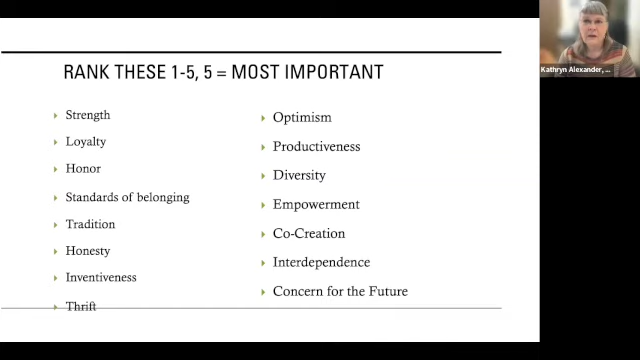 RANK THESE 1-5, 5 = MOST IMPORTANT
Strength
Loyalty
Honor
Standards of belonging
Tradition
Honesty
Inventiveness
Thrift
Optimism
Productiveness
Diversity
Empowerment
Co-Creation
Interdependence
Concern for the Future
Kathryn Alexander, ...